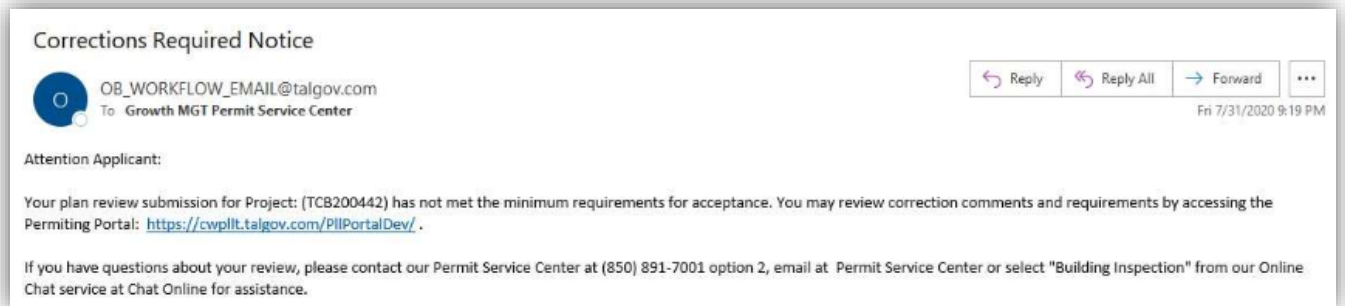 Corrections Required Notice
O
OB_WORKFLOW_EMAIL@talgov.com
To Growth MGT Permit Service Center
Reply
Reply All
Forward
...
Fri 7/31/2020 9:19 PM
Attention Applicant:
Your plan review submission for Project: (TCB200442) has not met the minimum requirements for acceptance. You may review correction comments and requirements by accessing the
Permiting Portal: https://cwpllt.talgov.com/PllPortalDev/ .
If you have questions about your review, please contact our Permit Service Center at (850) 891-7001 option 2, email at Permit Service Center or select "Building Inspection" from our Online
Chat service at Chat Online for assistance.